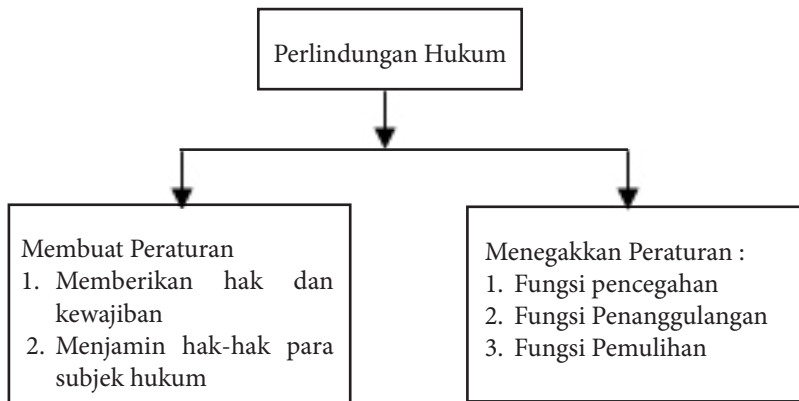 Perlindungan Hukum
Membuat Peraturan
1. Memberikan hak dan
kewajiban
2. Menjamin hak-hak para
subjek hukum
Menegakkan Peraturan :
1. Fungsi pencegahan
2. Fungsi Penanggulangan
3. Fungsi Pemulihan